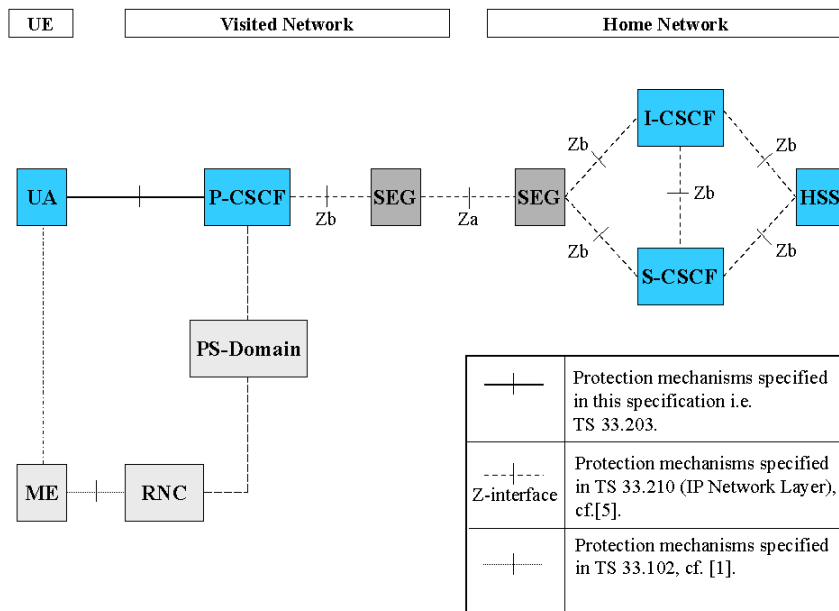 UE
Visited Network
Home Network
I-CSCF
Zb
Zb
UA
P-CSCF
SEG
SEG
Zb
HSS
Zb
Za
Zb
Zb
S-CSCF
PS-Domain
Protection mechanisms specified
in this specification i.e.
TS 33.203.
ME
RNC
Z-interface
Protection mechanisms specified
in TS 33.210 (IP Network Layer),
cf.[5].
Protection mechanisms specified
in TS 33.102, cf. [1].